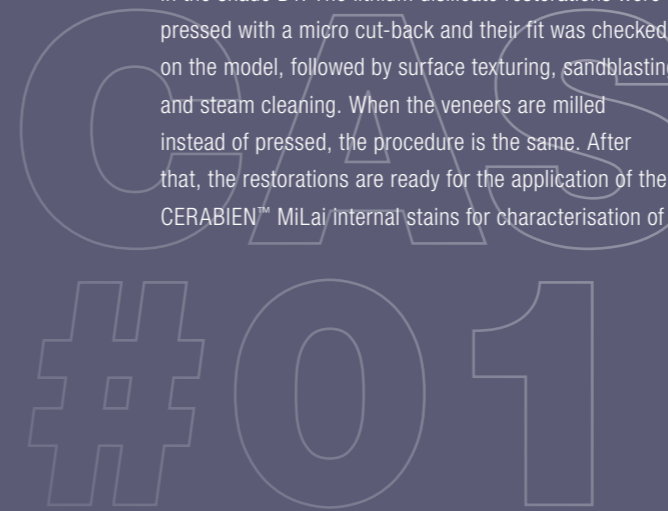 pressed with a micro cut-back and their fit was checked
on the model, followed by surface texturing, sandblasting
and steam cleaning. When the veneers are milled
instead of pressed, the procedure is the same. After
that, the restorations are ready for the application of the
CERABIEN™ MiLai internal stains for characterisation of
CAS
#01